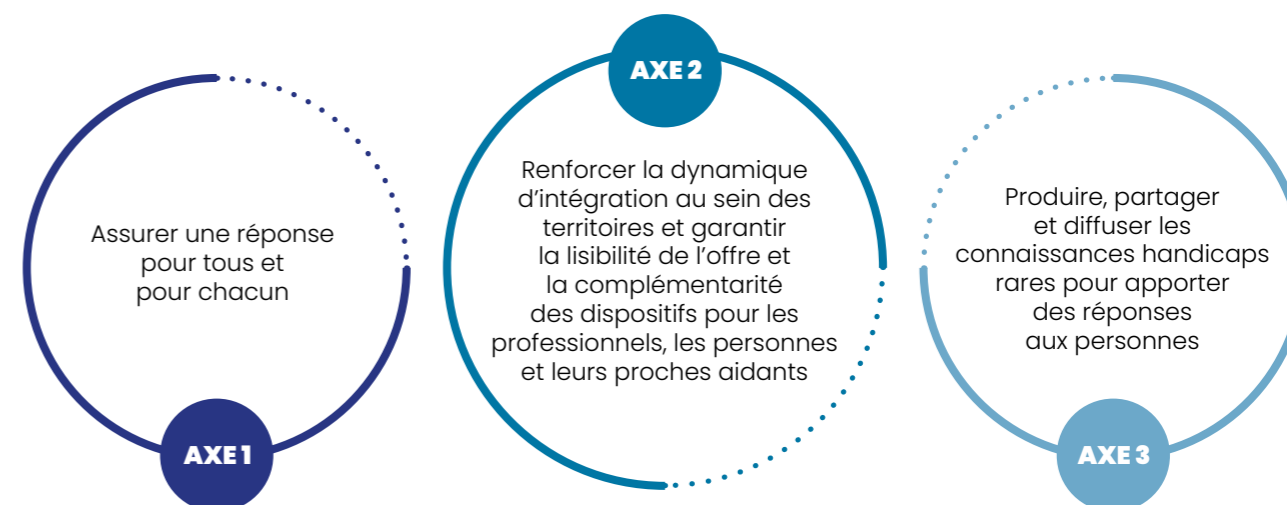 Assurer une réponse
pour tous et
pour chacun
AXE 1
AXE 2
Renforcer la dynamique
d’intégration au sein des
territoires et garantir
la lisibilité de l’offre et
la complémentarité
des dispositifs pour les
professionnels, les personnes
et leurs proches aidants
Produire, partager
et diffuser les
connaissances handicaps
rares pour apporter
des réponses
aux personnes
AXE 3